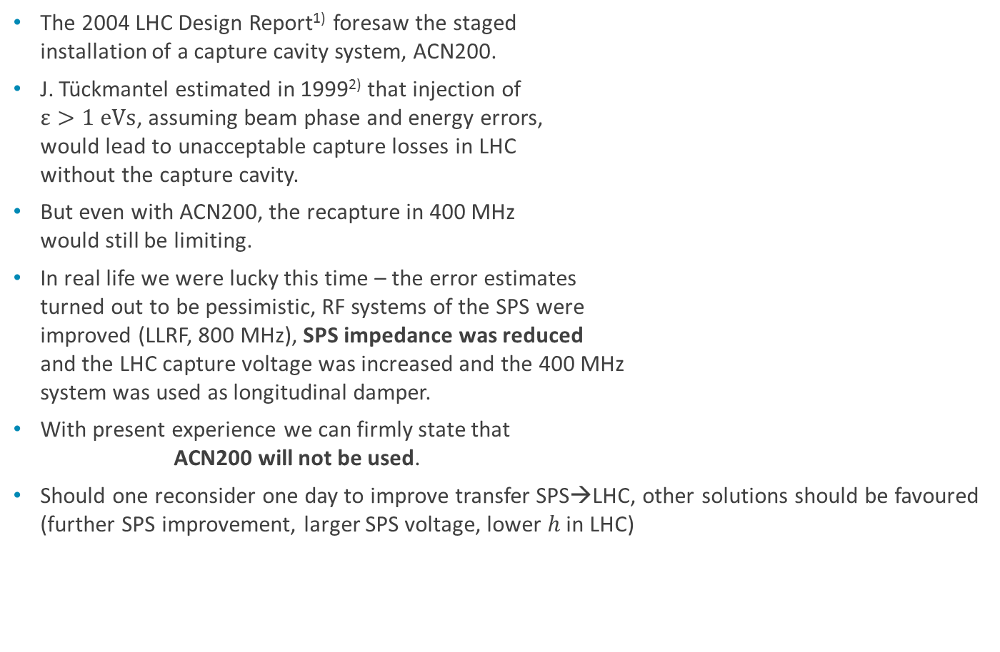 • The 2004 LHC Design Report1) foresaw the staged
installation of a capture cavity system, ACN200.
• J. Tückmantel estimated in 19992) that injection of
ε > 1 eVs, assuming beam phase and energy errors,
would lead to unacceptable capture losses in LHC
without the capture cavity.
• But even with ACN200, the recapture in 400 MHz
would still be limiting.
• In real life we were lucky this time – the error estimates
turned out to be pessimistic, RF systems of the SPS were
improved (LLRF, 800 MHz), SPS impedance was reduced
and the LHC capture voltage was increased and the 400 MHz
system was used as longitudinal damper.
• With present experience we can firmly state that
ACN200 will not be used.
• Should one reconsider one day to improve transfer SPS→LHC, other solutions should be favoured
(further SPS improvement, larger SPS voltage, lower h in LHC)